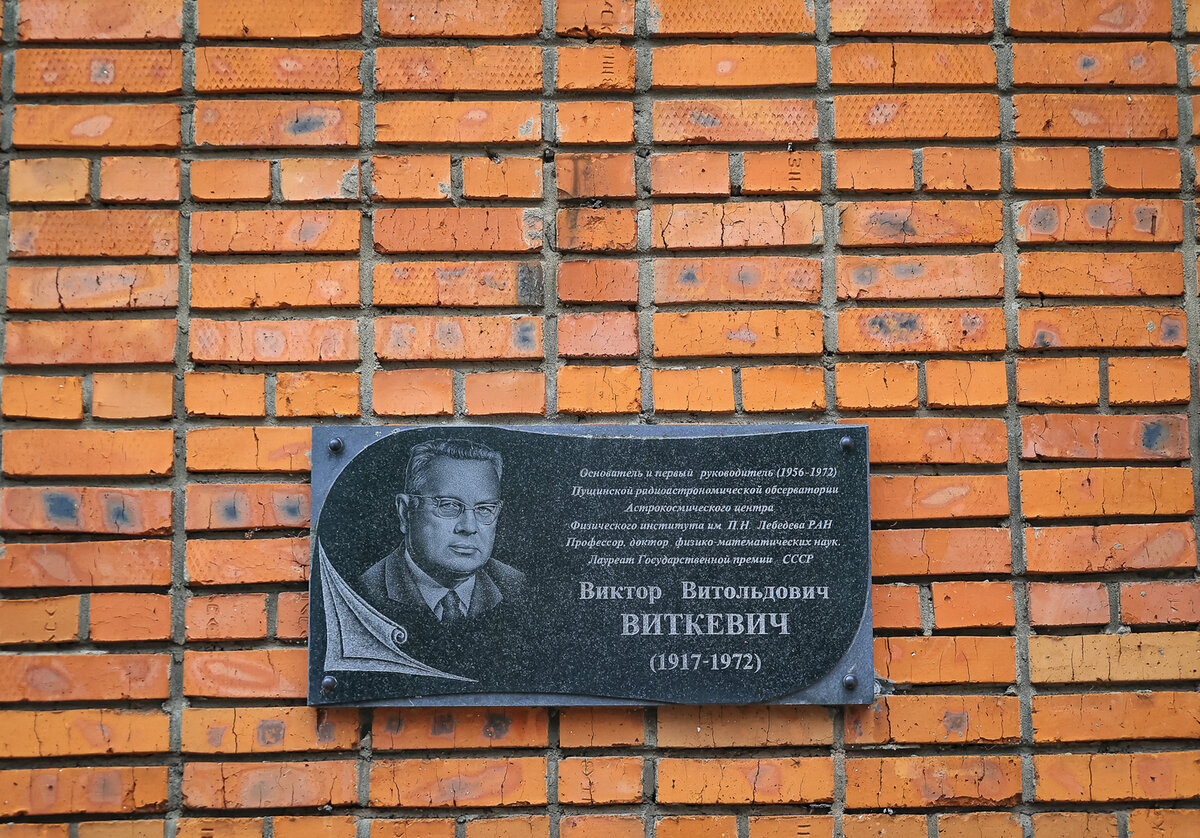 Основатель и первый руководитель (1956-1972)
Пущинской радиоастрономической обсерватории
Астрокосмического центра
Физического института им. П.Н. Лебедева РАН
Профессор, доктор физико-математических наук.
Лауреат Государственной премии СССР
Виктор Витольдович
ВИТКЕВИЧ
(1917-1972)